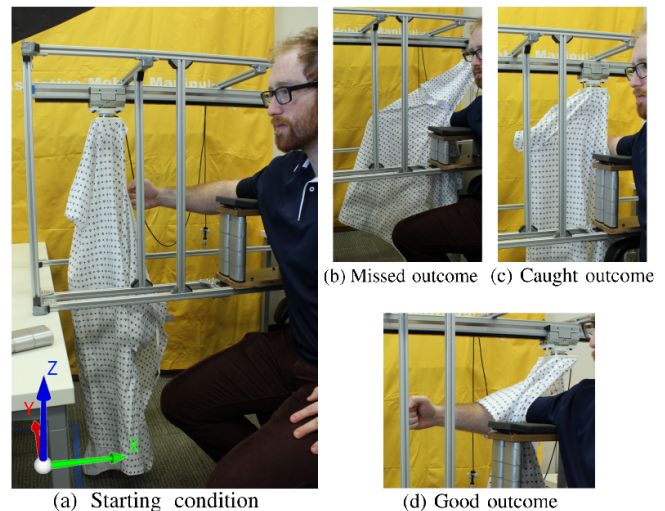 Z
Y
X
(a) Starting condition
(b) Missed outcome
(c) Caught outcome
(d) Good outcome